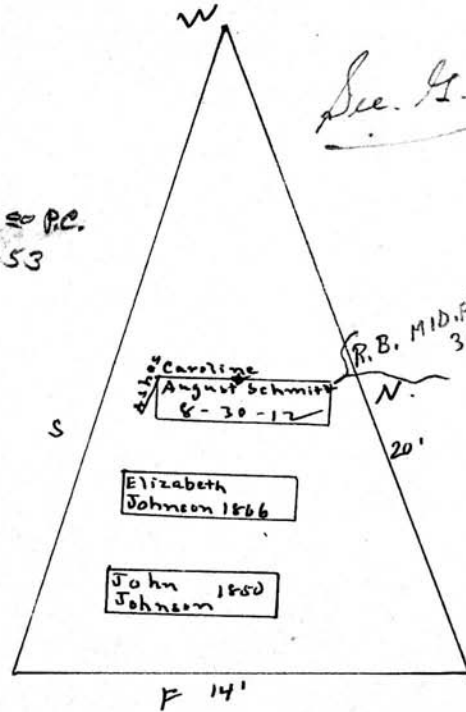 W
Sec. G.
P.C.
53
R. B. MID.
3
Caroline
August Schmitt
8-30-12
N.
S
20'
Elizabeth
Johnson 1866
John 1850
Johnson
F 14'